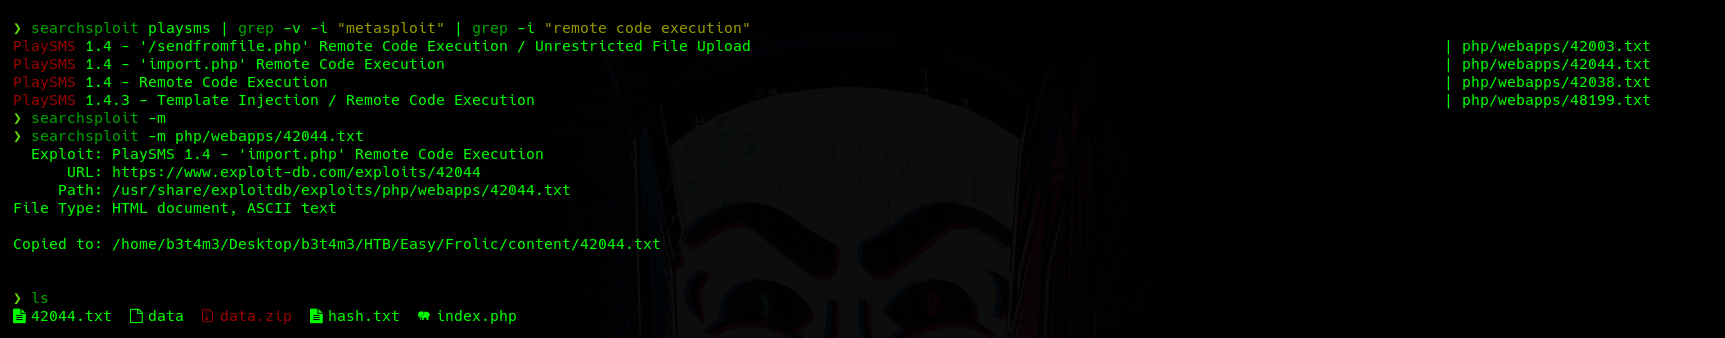 ❯ searchsploit playsms | grep -v -i "metasploit" | grep -i "remote code execution"
PlaySMS 1.4 - '/sendfromfile.php' Remote Code Execution / Unrestricted File Upload | php/webapps/42003.txt
PlaySMS 1.4 - 'import.php' Remote Code Execution | php/webapps/42044.txt
PlaySMS 1.4 - Remote Code Execution | php/webapps/42038.txt
PlaySMS 1.4.3 - Template Injection / Remote Code Execution | php/webapps/48199.txt
❯ searchsploit -m
❯ searchsploit -m php/webapps/42044.txt
Exploit: PlaySMS 1.4 - 'import.php' Remote Code Execution
URL: https://www.exploit-db.com/exploits/42044
Path: /usr/share/exploitdb/exploits/php/webapps/42044.txt
File Type: HTML document, ASCII text
Copied to: /home/b3t4m3/Desktop/b3t4m3/HTB/Easy/Frolic/content/42044.txt
❯ ls
42044.txt data data.zip hash.txt index.php